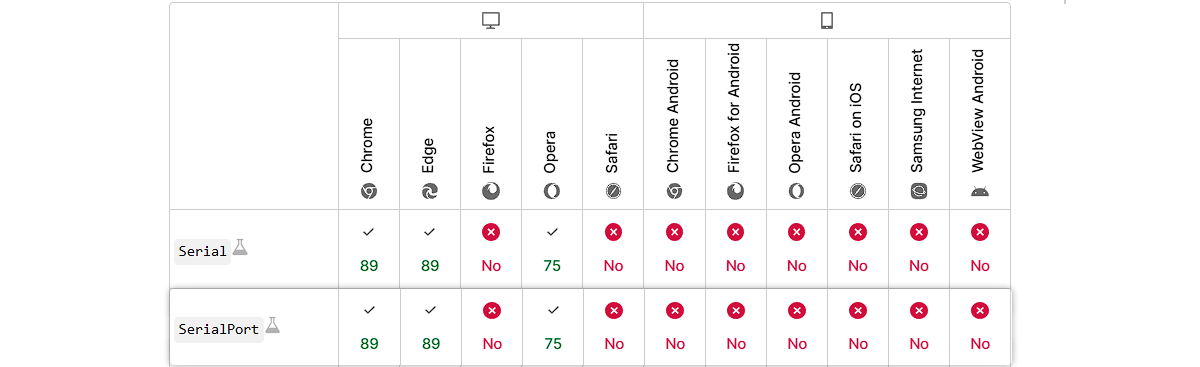 Chrome
Edge
Firefox
Opera
Safari
Chrome Android
Firefox for Android
Opera Android
Safari on iOS
Samsung Internet
WebView Android
Serial
89 89 No 75 No No No No No No No
SerialPort
89 89 No 75 No No No No No No No